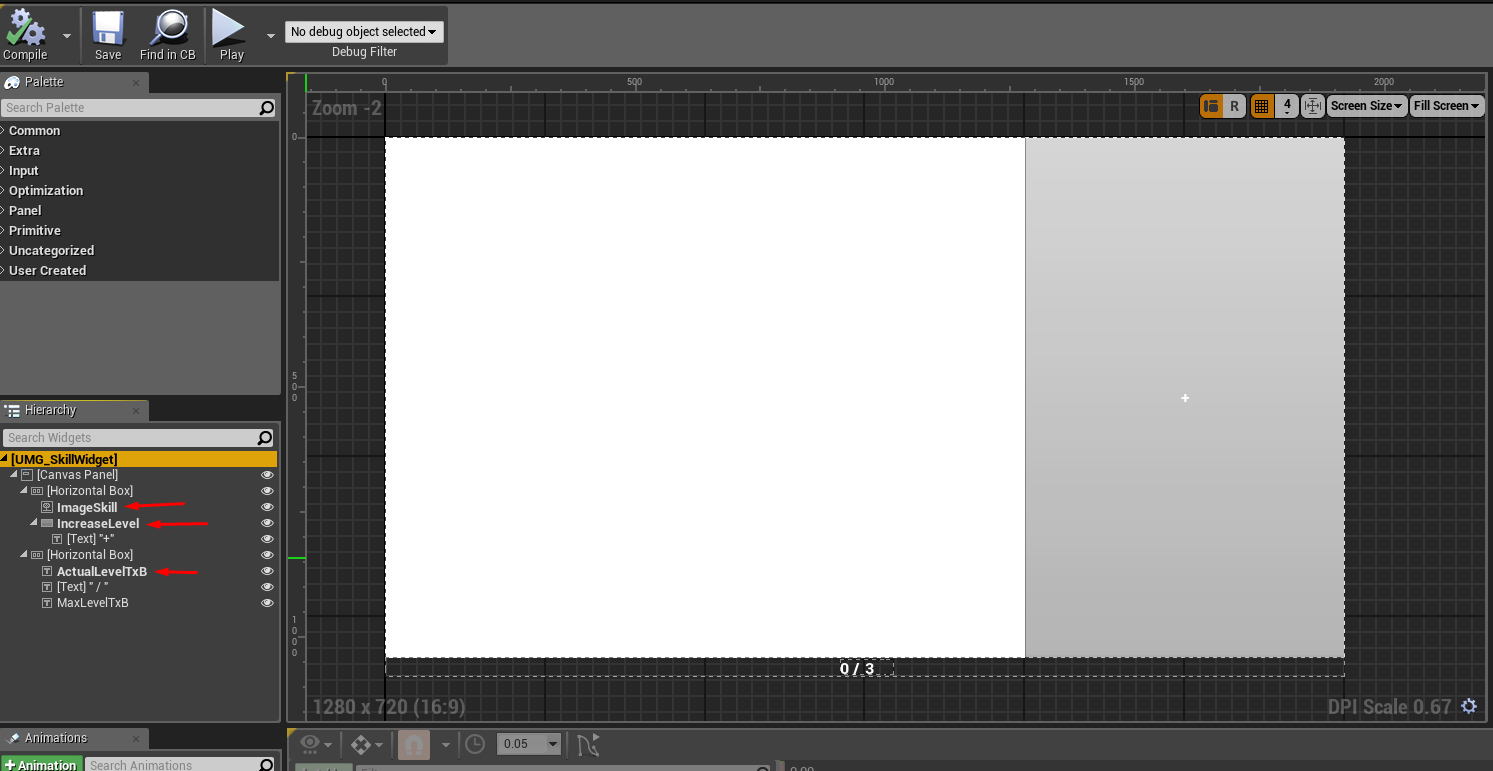 Compile Save Find in CB Play
No debug object selected
Debug Filter
Palette
Search Palette
Common
Extra
Input
Optimization
Panel
Primitive
Uncategorized
User Created
Hierarchy
Search Widgets
[UMG_SkillWidget]
[Canvas Panel]
[Horizontal Box]
ImageSkill
IncreaseLevel
[Text] "+"
[Horizontal Box]
ActualLevelTxB
[Text] " / "
MaxLevelTxB
Animations
+Animation
Search Animations
0 500 1000 1500 2000
Zoom -2
R 4 Screen Size Fill Screen
0
500
1000
+
0 / 3
1280 x 720 (16:9)
DPI Scale 0.67
0.05
0.00